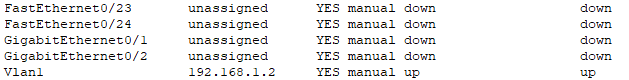 FastEthernet0/23 unassigned YES manual down down
FastEthernet0/24 unassigned YES manual down down
GigabitEthernet0/1 unassigned YES manual down down
GigabitEthernet0/2 unassigned YES manual down down
Vlan1 192.168.1.2 YES manual up up